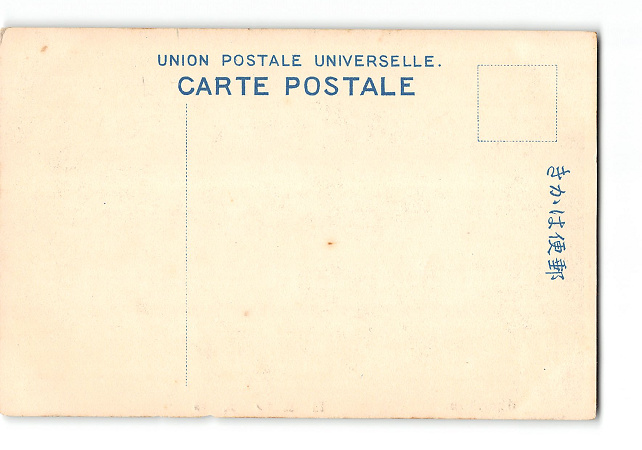 UNION POSTALE UNIVERSELLE.
CARTE POSTALE
きかは便郵